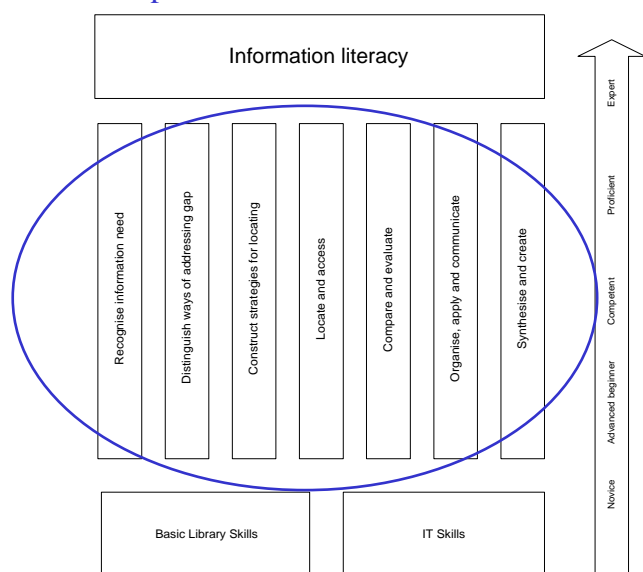 Information literacy
Recognise information need
Distinguish ways of addressing gap
Construct strategies for locating
Locate and access
Compare and evaluate
Organise, apply and communicate
Synthesise and create
Expert
Proficient
Competent
Advanced beginner
Novice
Basic Library Skills
IT Skills